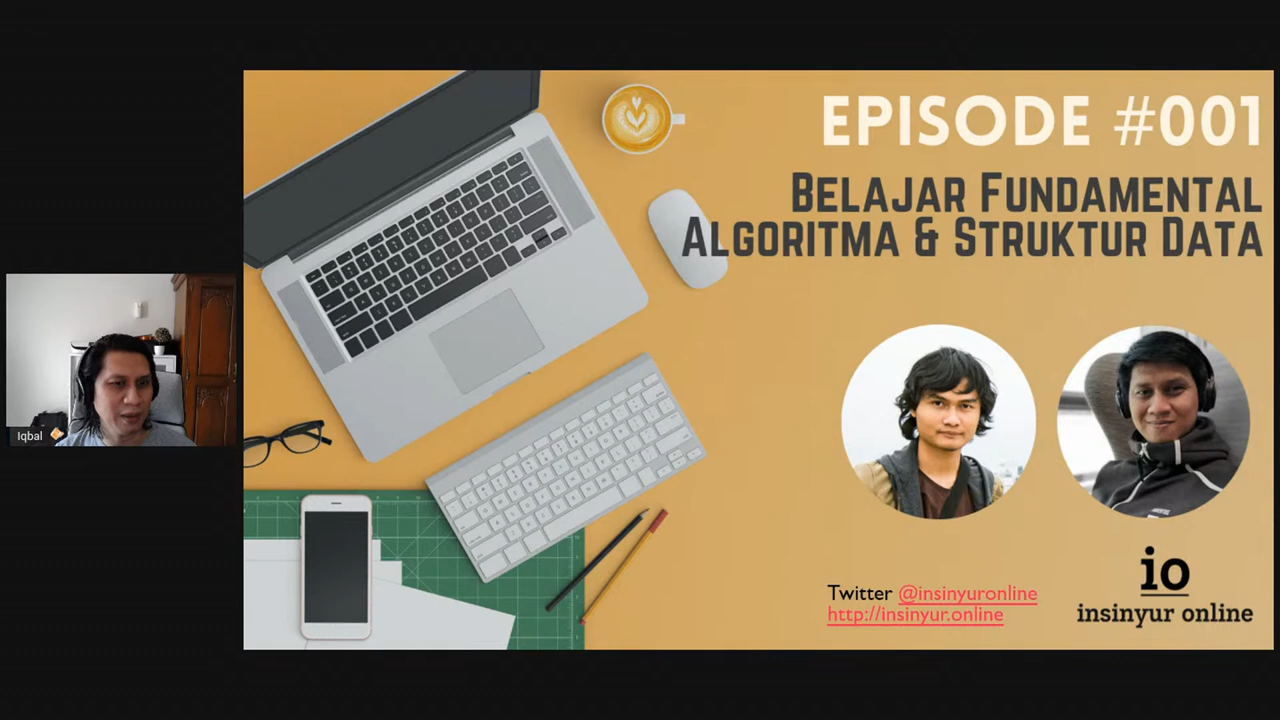 EPISODE #001
BELAJAR FUNDAMENTAL
ALGORITMA & STRUKTUR DATA
Iqbal
Twitter @insinyuronline
http://insinyur.online
io
insinyur online